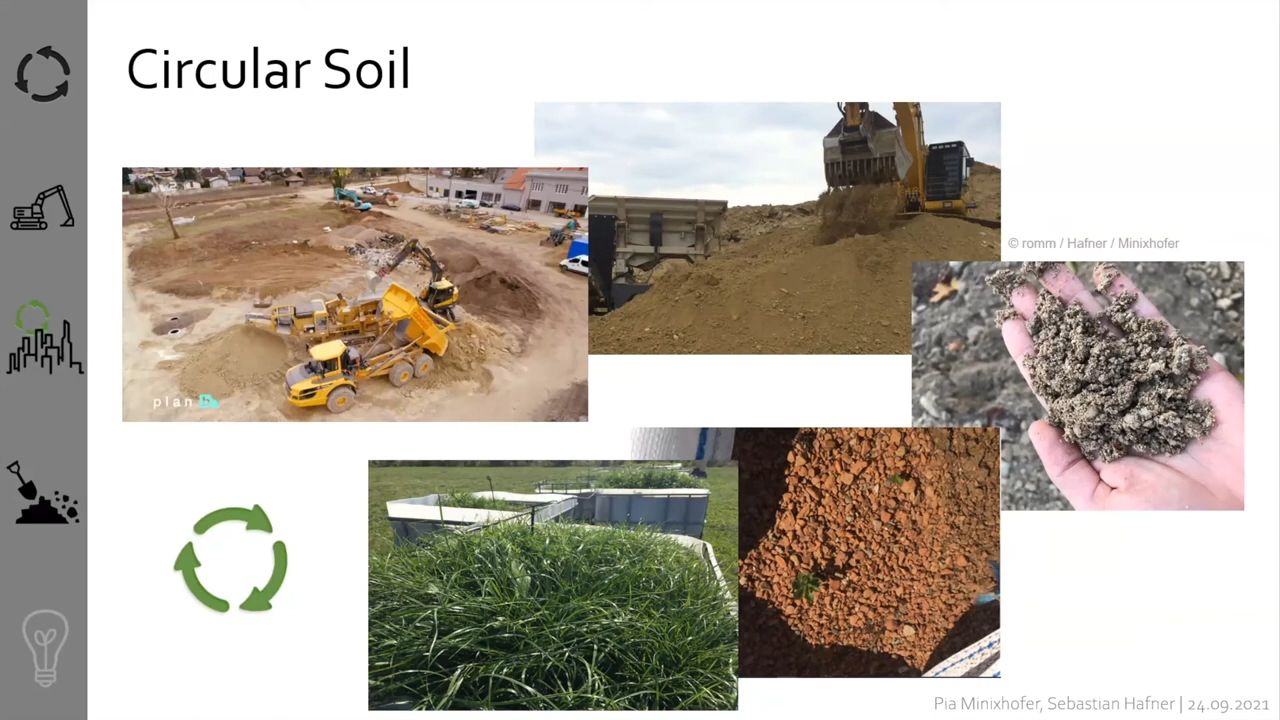 Circular Soil
© romm / Hafner / Minixhofer
plan
Pia Minixhofer, Sebastian Hafner | 24.09.2021